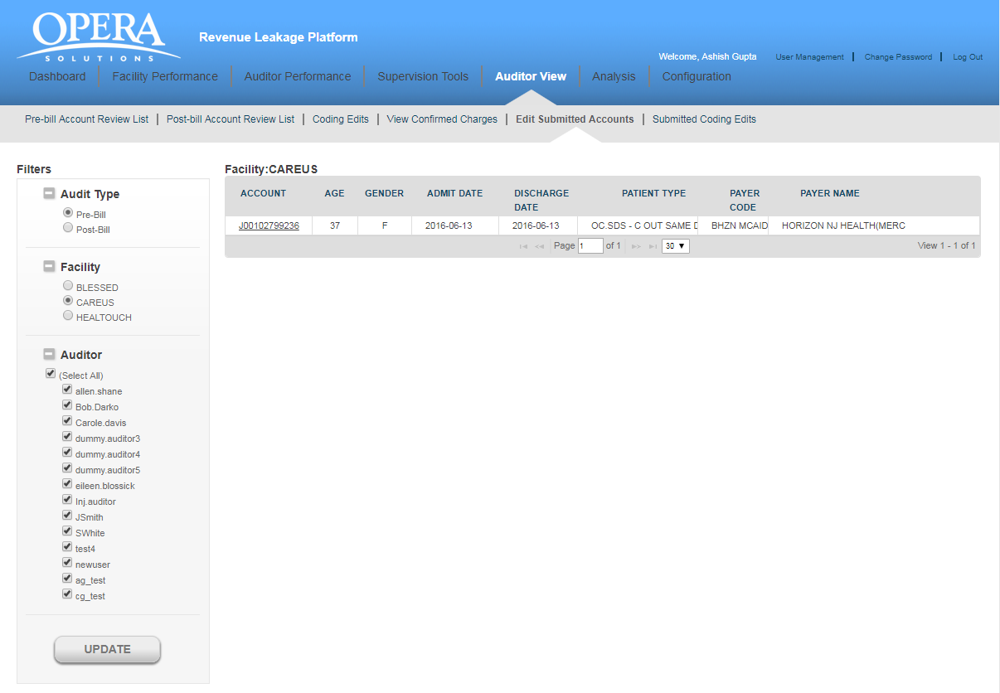 OPERA
SOLUTIONS
Revenue Leakage Platform
Welcome, Ashish Gupta
User Management | Change Password | Log Out
Dashboard
Facility Performance
Auditor Performance
Supervision Tools
Auditor View
Analysis
Configuration
Pre-bill Account Review List | Post-bill Account Review List | Coding Edits | View Confirmed Charges | Edit Submitted Accounts | Submitted Coding Edits
Filters
Audit Type
Pre-Bill
Post-Bill
Facility
BLESSED
CAREUS
HEALTOUCH
Auditor
(Select All)
allen.shane
Bob.Darko
Carole.davis
dummy.auditor3
dummy.auditor4
dummy.auditor5
eileen.blossick
Inj.auditor
JSmith
SWhite
test4
newuser
ag_test
cg_test
UPDATE
Facility:CAREUS
ACCOUNT AGE GENDER ADMIT DATE DISCHARGE DATE PATIENT TYPE PAYER CODE PAYER NAME
J00102799236 37 F 2016-06-13 2016-06-13 OC.SDS - C OUT SAME D BHZN MCAID HORIZON NJ HEALTH(MERC
Page 1 of 1 30 View 1 - 1 of 1